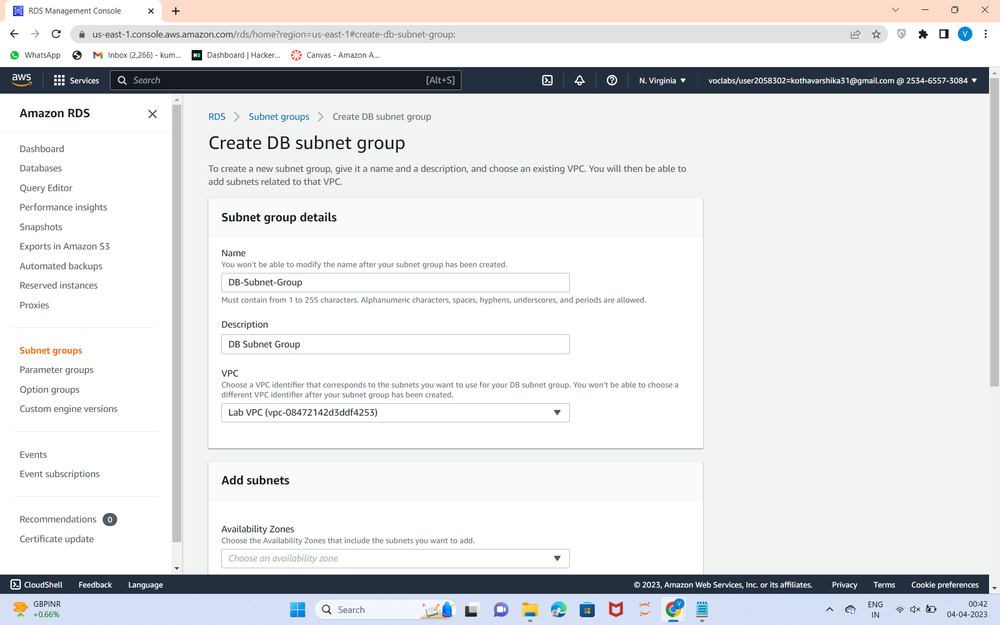 RDS Management Console
us-east-1.console.aws.amazon.com/rds/home?region=us-east-1#create-db-subnet-group:
V
WhatsApp
Inbox (2,266) - kum...
Dashboard | Hacker...
Canvas - Amazon A...
aws
Services
Search
[Alt+S]
N. Virginia
voclabs/user2058302=kothavarshika31@gmail.com @ 2534-6557-3084
Amazon RDS
Dashboard
Databases
Query Editor
Performance insights
Snapshots
Exports in Amazon S3
Automated backups
Reserved instances
Proxies
Subnet groups
Parameter groups
Option groups
Custom engine versions
Events
Event subscriptions
Recommendations 0
Certificate update
RDS
Subnet groups
Create DB subnet group
Create DB subnet group
To create a new subnet group, give it a name and a description, and choose an existing VPC. You will then be able to
add subnets related to that VPC.
Subnet group details
Name
You won't be able to modify the name after your subnet group has been created.
DB-Subnet-Group
Must contain from 1 to 255 characters. Alphanumeric characters, spaces, hyphens, underscores, and periods are allowed.
Description
DB Subnet Group
VPC
Choose a VPC identifier that corresponds to the subnets you want to use for your DB subnet group. You won't be able to choose a
different VPC identifier after your subnet group has been created.
Lab VPC (vpc-08472142d3ddf4253)
Add subnets
Availability Zones
Choose the Availability Zones that include the subnets you want to add.
Choose an availability zone
CloudShell
Feedback
Language
© 2023, Amazon Web Services, Inc. or its affiliates.
Privacy
Terms
Cookie preferences
GBPINR
+0.66%
Search
V
ENG
IN
00:42
04-04-2023